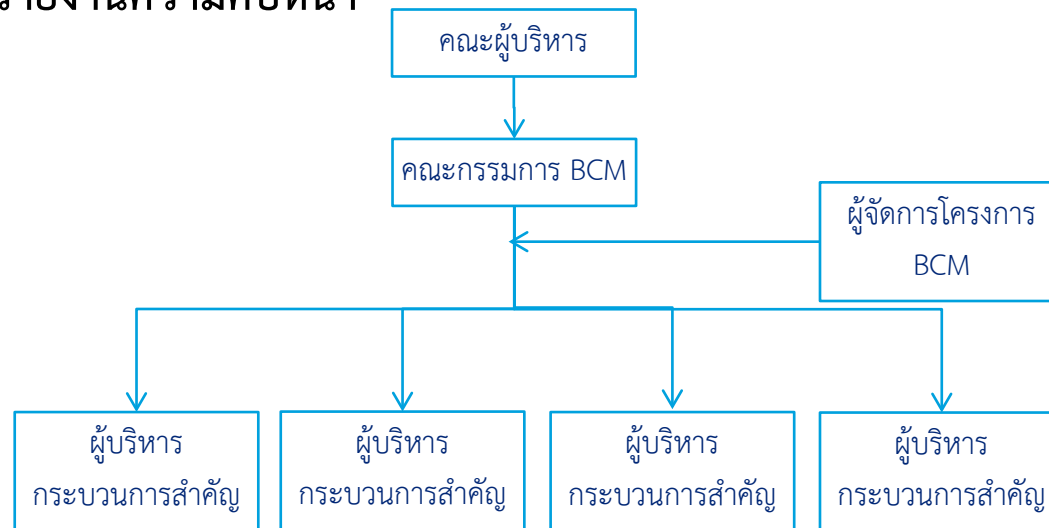 คณะผู้บริหาร
คณะกรรมการ BCM
ผู้จัดการโครงการ
BCM
ผู้บริหาร
กระบวนการสำคัญ
ผู้บริหาร
กระบวนการสำคัญ
ผู้บริหาร
กระบวนการสำคัญ
ผู้บริหาร
กระบวนการสำคัญ